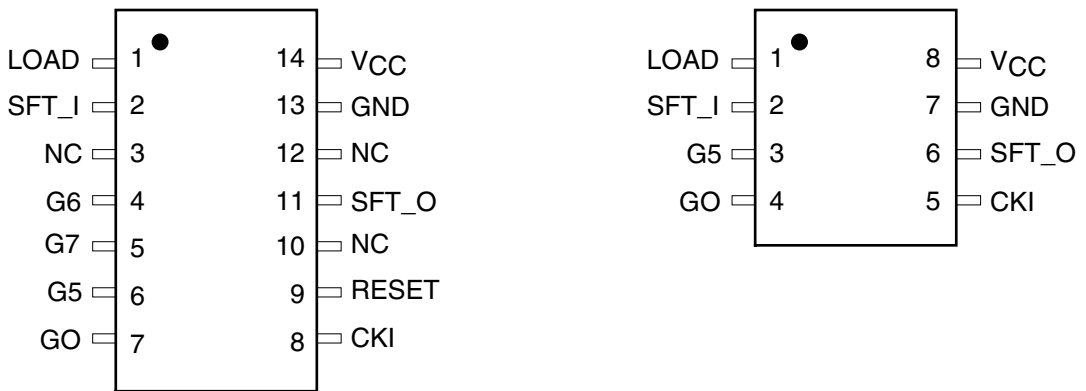 LOAD 1 14 VCC
SFT_I 2 13 GND
NC 3 12 NC
G6 4 11 SFT_O
G7 5 10 NC
G5 6 9 RESET
GO 7 8 CKI
LOAD 1 8 VCC
SFT_I 2 7 GND
G5 3 6 SFT_O
GO 4 5 CKI